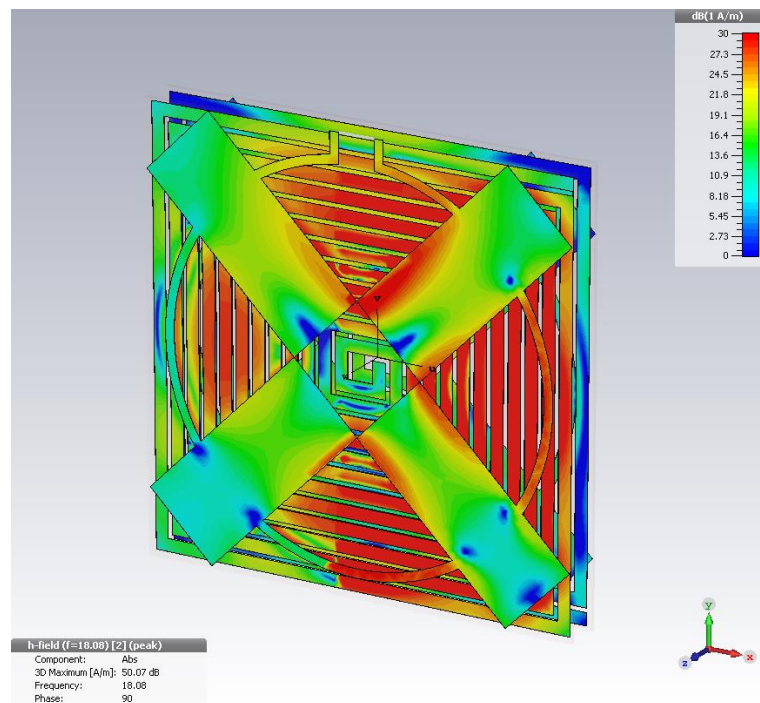 dB(1 A/m)
30
27.3
24.5
21.8
19.1
16.4
13.6
10.9
8.18
5.45
2.73
0
v
u
y
z
x
h-field (f=18.08) [2] (peak)
Component: Abs
3D Maximum [A/m]: 50.07 dB
Frequency: 18.08
Phase: 90